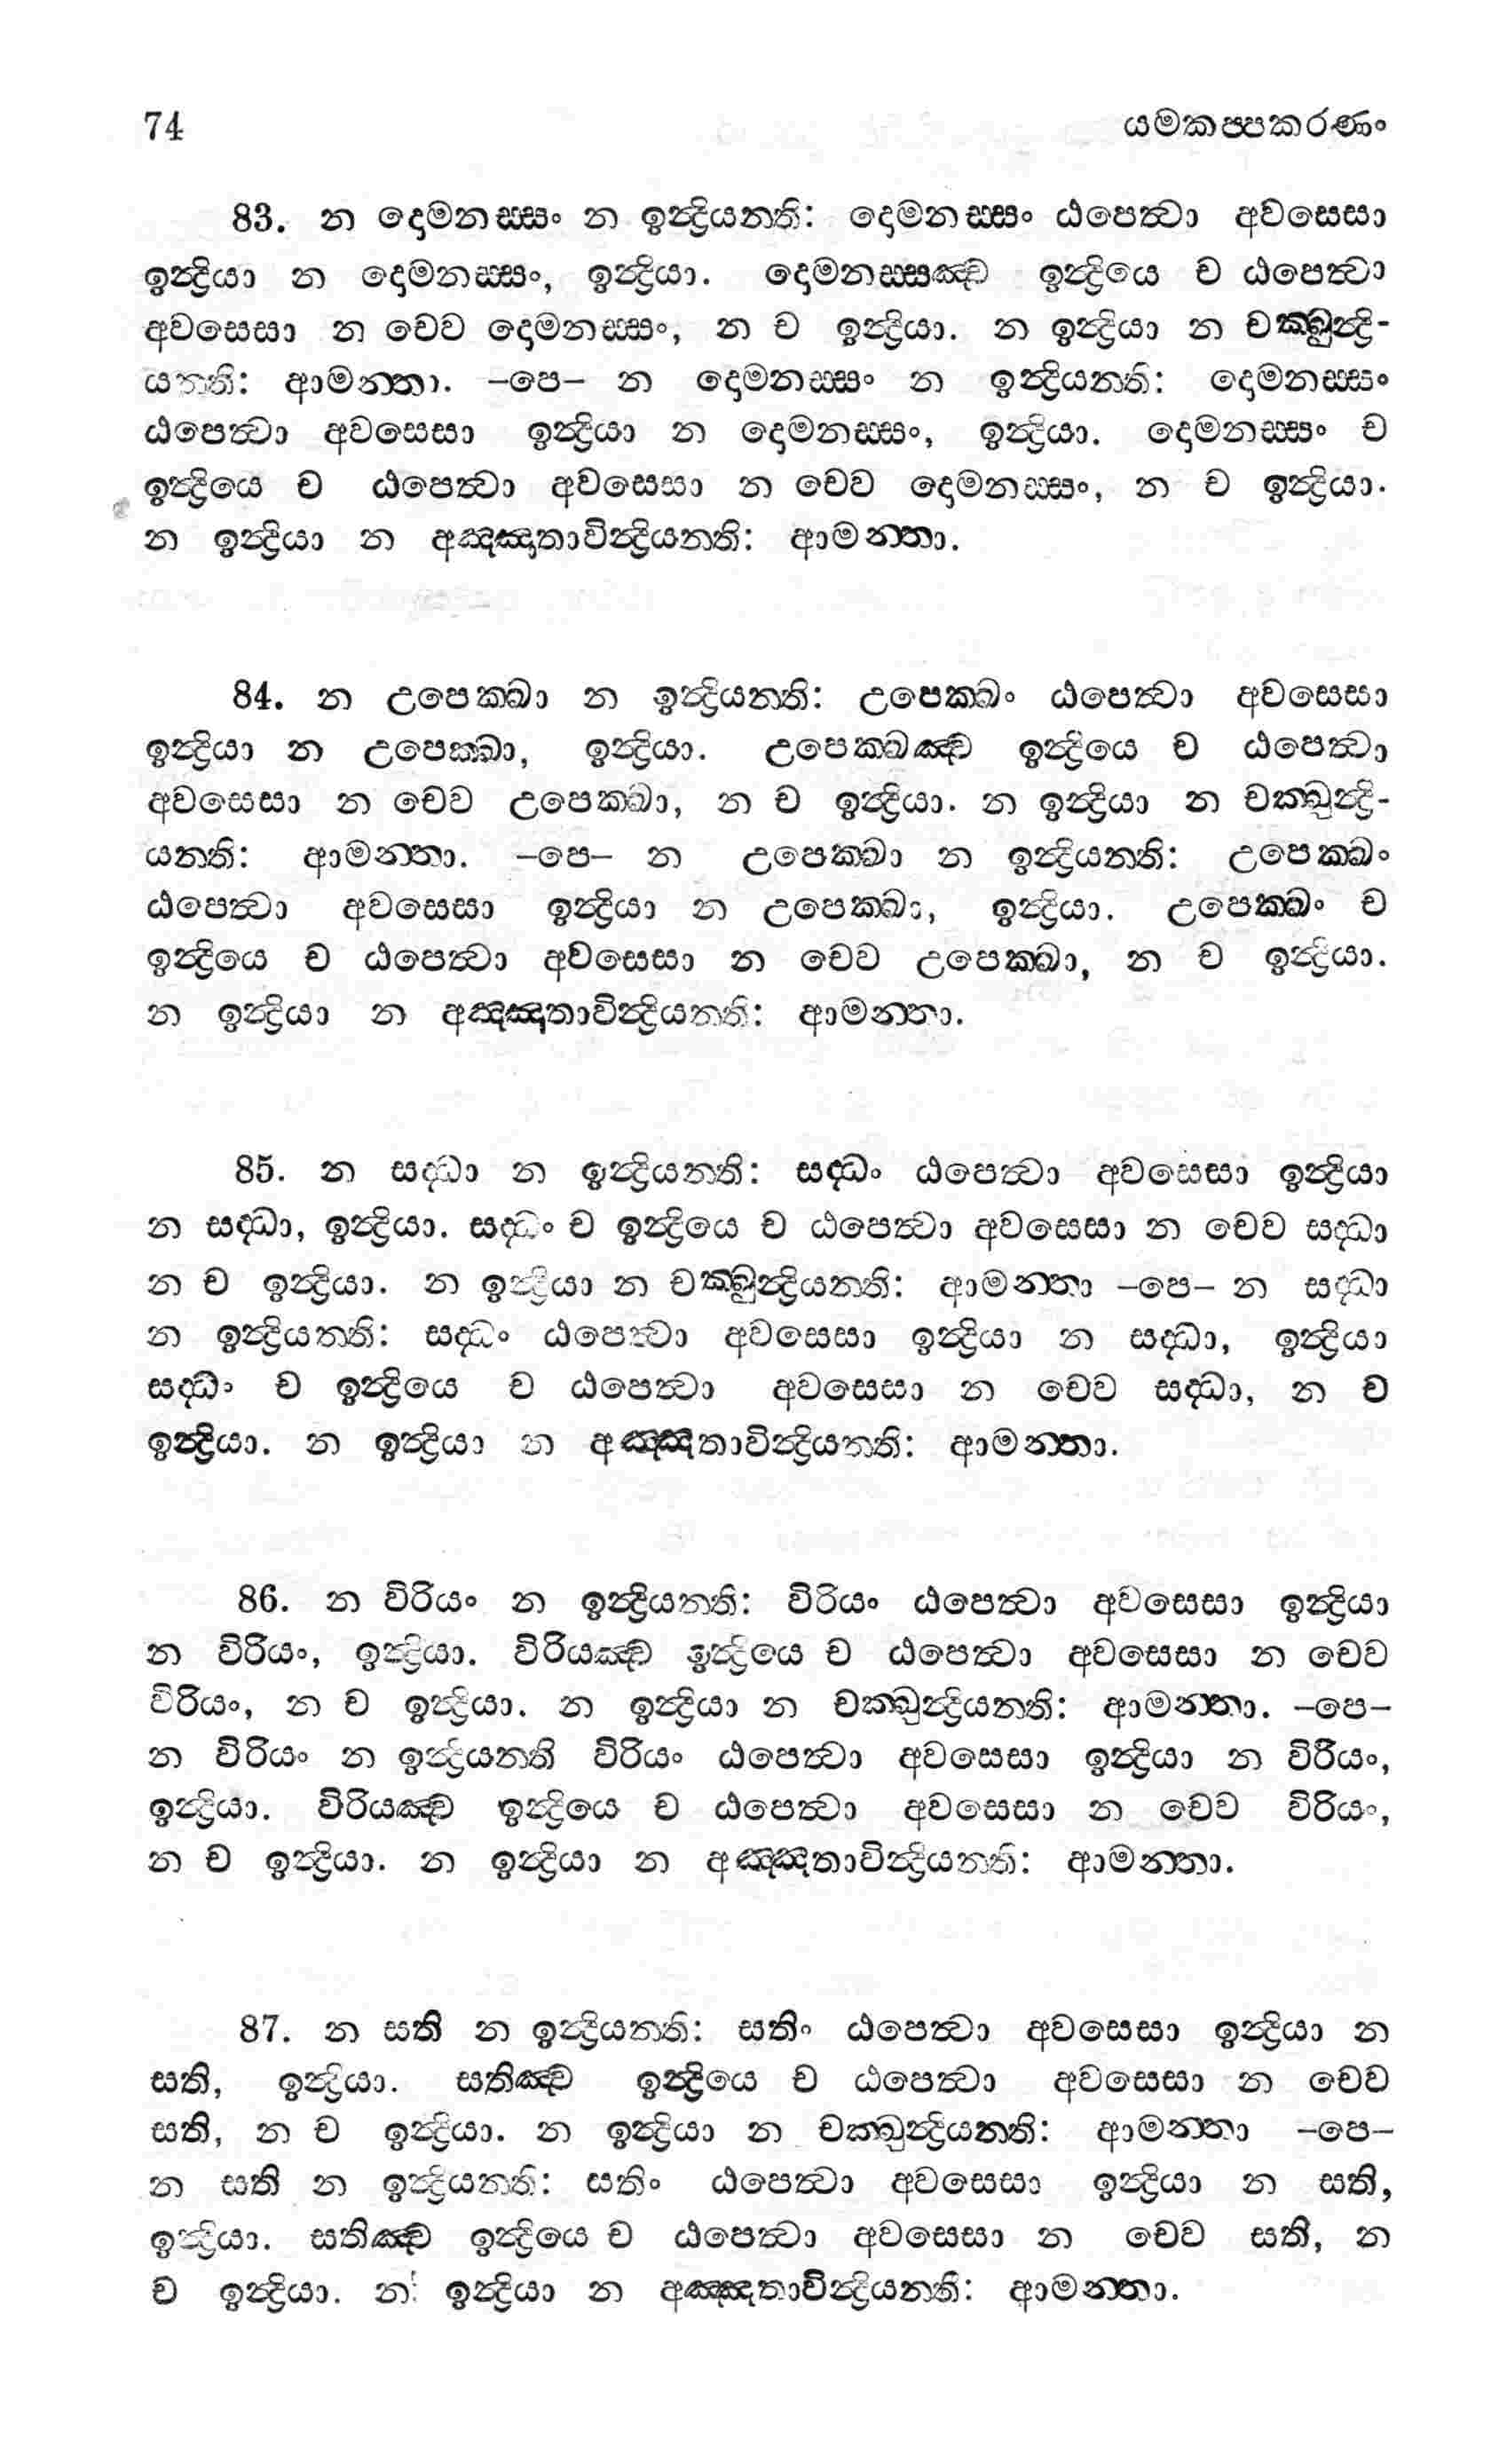 74 යමකප්පකරණං
83. න දොමනස්සං න ඉන්ද්‍රියන්ති: දොමනස්සං ඨපෙත්වා අවසෙසා
ඉන්ද්‍රියා න දොමනස්සං, ඉන්ද්‍රියා. දොමනස්සඤ්ච ඉන්ද්‍රියෙ ච ඨපෙත්වා
අවසෙසා න චෙව දොමනස්සං, න ච ඉන්ද්‍රියා. න ඉන්ද්‍රියා න චක්ඛුන්ද්‍රි-
යන්ති: ආමන්තා. –පෙ– න දොමනස්සං න ඉන්ද්‍රියන්ති: දොමනස්සං
ඨපෙත්වා අවසෙසා ඉන්ද්‍රියා න දොමනස්සං, ඉන්ද්‍රියා. දොමනස්සං ච
ඉන්ද්‍රියෙ ච ඨපෙත්වා අවසෙසා න චෙව දොමනස්සං, න ච ඉන්ද්‍රියා.
න ඉන්ද්‍රියා න අඤ්ඤාතාවින්ද්‍රියන්ති: ආමන්තා.
84. න උපෙක්ඛා න ඉන්ද්‍රියන්ති: උපෙක්ඛං ඨපෙත්වා අවසෙසා
ඉන්ද්‍රියා න උපෙක්ඛා, ඉන්ද්‍රියා. උපෙක්ඛඤ්ච ඉන්ද්‍රියෙ ච ඨපෙත්වා
අවසෙසා න චෙව උපෙක්ඛා, න ච ඉන්ද්‍රියා. න ඉන්ද්‍රියා න චක්ඛුන්ද්‍රි-
යන්ති: ආමන්තා. –පෙ– න උපෙක්ඛා න ඉන්ද්‍රියන්ති: උපෙක්ඛං
ඨපෙත්වා අවසෙසා ඉන්ද්‍රියා න උපෙක්ඛා, ඉන්ද්‍රියා. උපෙක්ඛං ච
ඉන්ද්‍රියෙ ච ඨපෙත්වා අවසෙසා න චෙව උපෙක්ඛා, න ච ඉන්ද්‍රියා.
න ඉන්ද්‍රියා න අඤ්ඤාතාවින්ද්‍රියන්ති: ආමන්තා.
85. න සද්ධා න ඉන්ද්‍රියන්ති: සද්ධං ඨපෙත්වා අවසෙසා ඉන්ද්‍රියා
න සද්ධා, ඉන්ද්‍රියා. සද්ධං ච ඉන්ද්‍රියෙ ච ඨපෙත්වා අවසෙසා න චෙව සද්ධා
න ච ඉන්ද්‍රියා. න ඉන්ද්‍රියා න චක්ඛුන්ද්‍රියන්ති: ආමන්තා –පෙ– න සද්ධා
න ඉන්ද්‍රියන්ති: සද්ධං ඨපෙත්වා අවසෙසා ඉන්ද්‍රියා න සද්ධා, ඉන්ද්‍රියා
සද්ධං ච ඉන්ද්‍රියෙ ච ඨපෙත්වා අවසෙසා න චෙව සද්ධා, න ච
ඉන්ද්‍රියා. න ඉන්ද්‍රියා න අඤ්ඤතාවින්ද්‍රියන්ති: ආමන්තා.
86. න විරියං න ඉන්ද්‍රියන්ති: විරියං ඨපෙත්වා අවසෙසා ඉන්ද්‍රියා
න විරියං, ඉන්ද්‍රියා. විරියඤ්ච ඉන්ද්‍රියෙ ච ඨපෙත්වා අවසෙසා න චෙව
විරියං, න ච ඉන්ද්‍රියා. න ඉන්ද්‍රියා න චක්ඛුන්ද්‍රියන්ති: ආමන්තා. –පෙ–
න විරියං න ඉන්ද්‍රියන්ති විරියං ඨපෙත්වා අවසෙසා ඉන්ද්‍රියා න විරියං,
ඉන්ද්‍රියා. විරියඤ්ච ඉන්ද්‍රියෙ ච ඨපෙත්වා අවසෙසා න චෙව විරියං,
න ච ඉන්ද්‍රියා. න ඉන්ද්‍රියා න අඤ්ඤතාවින්ද්‍රියන්ති: ආමන්තා.
87. න සති න ඉන්ද්‍රියන්ති: සතිං ඨපෙත්වා අවසෙසා ඉන්ද්‍රියා න
සති, ඉන්ද්‍රියා. සතිඤ්ච ඉන්ද්‍රියෙ ච ඨපෙත්වා අවසෙසා න චෙව
සති, න ච ඉන්ද්‍රියා. න ඉන්ද්‍රියා න චක්ඛුන්ද්‍රියන්ති: ආමන්තා –පෙ–
න සති න ඉන්ද්‍රියන්ති: සතිං ඨපෙත්වා අවසෙසා ඉන්ද්‍රියා න සති,
ඉන්ද්‍රියා. සතිඤ්ච ඉන්ද්‍රියෙ ච ඨපෙත්වා අවසෙසා න චෙව සති, න
ච ඉන්ද්‍රියා. න ඉන්ද්‍රියා න අඤ්ඤතාවින්ද්‍රියන්ති: ආමන්තා.